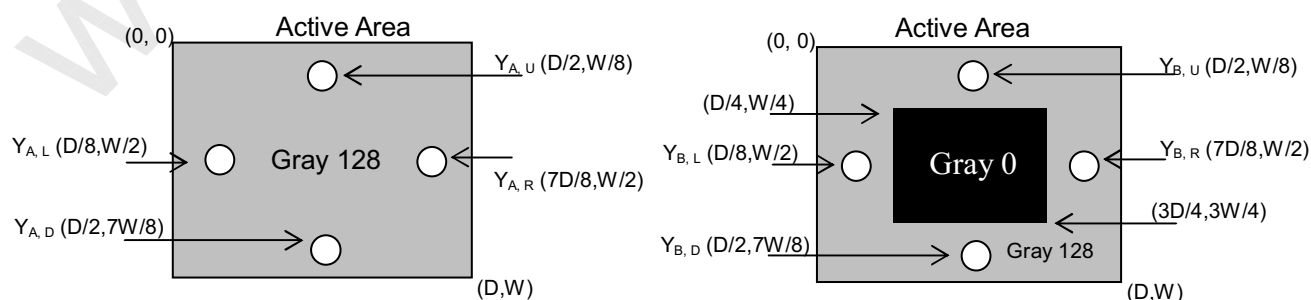 Active Area
(0, 0)
Y A, U (D/2,W/8)
Y A, L (D/8,W/2)
Gray 128
Y A, R (7D/8,W/2)
Y A, D (D/2,7W/8)
(D,W)
Active Area
(0, 0)
Y B, U (D/2,W/8)
(D/4,W/4)
Y B, L (D/8,W/2)
Gray 0
Y B, R (7D/8,W/2)
(3D/4,3W/4)
Y B, D (D/2,7W/8)
Gray 128
(D,W)